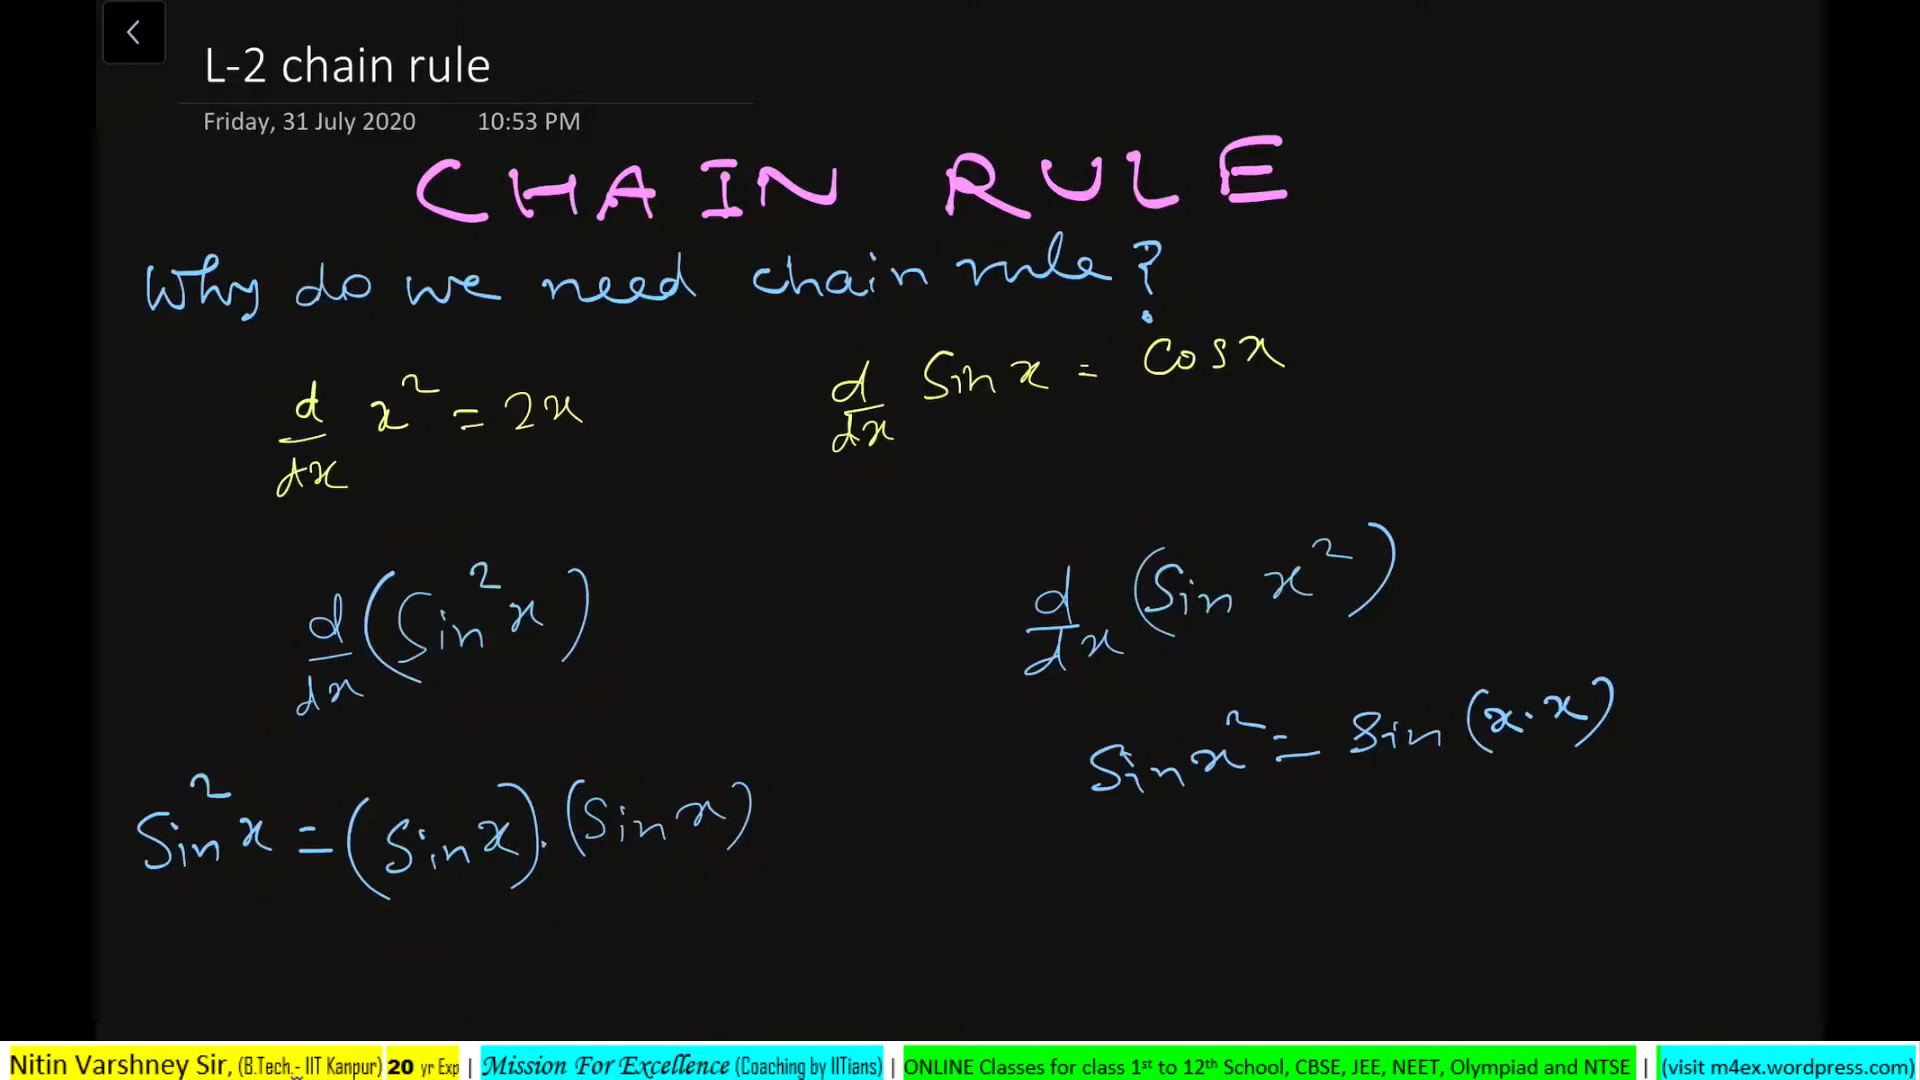 L-2 chain rule
Friday, 31 July 2020 10:53 PM
CHAIN RULE
Why do we need chain rule?
d/dx x² = 2x d/dx Sin x = Cos x
d/dx (Sin²x) d/dx (Sin x²)
Sin x² = Sin (x.x)
Sin²x = (Sin x).(Sin x)
Nitin Varshney Sir, (B.Tech.- IIT Kanpur) 20 yr Exp | Mission For Excellence (Coaching by IITians) | ONLINE Classes for class 1st to 12th School, CBSE, JEE, NEET, Olympiad and NTSE | (visit m4ex.wordpress.com)